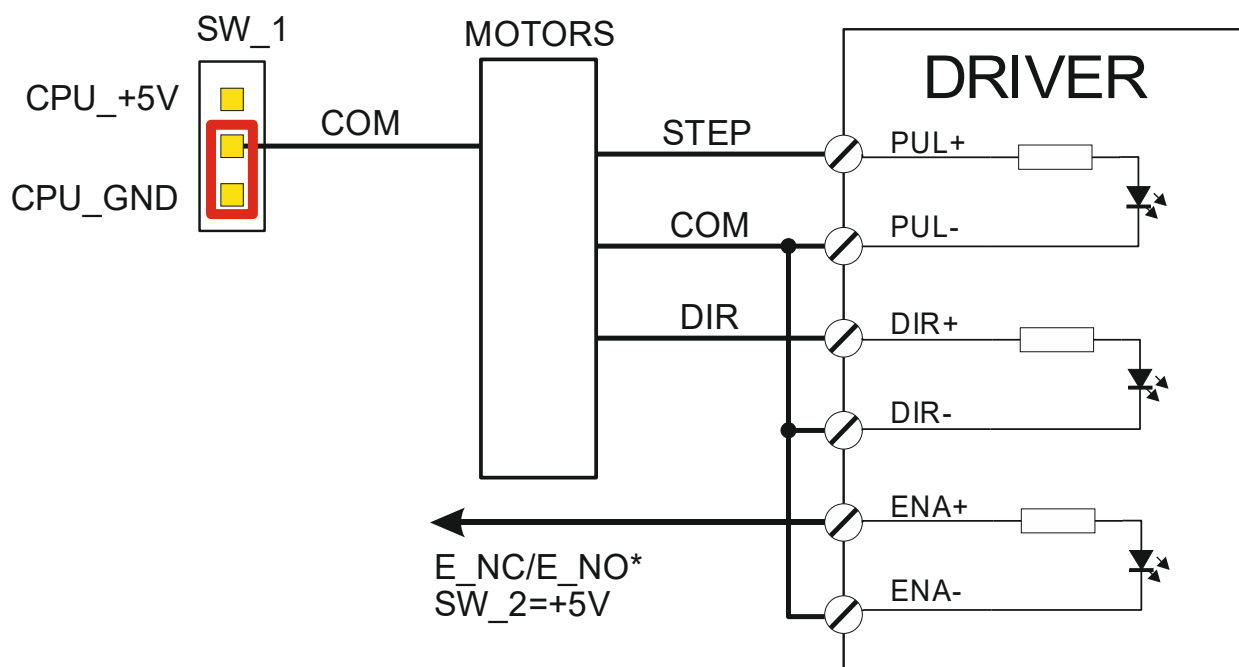 SW_1
MOTORS
DRIVER
CPU_+5V
COM
STEP
PUL+
CPU_GND
COM
PUL-
DIR
DIR+
DIR-
ENA+
E_NC/E_NO*
SW_2=+5V
ENA-